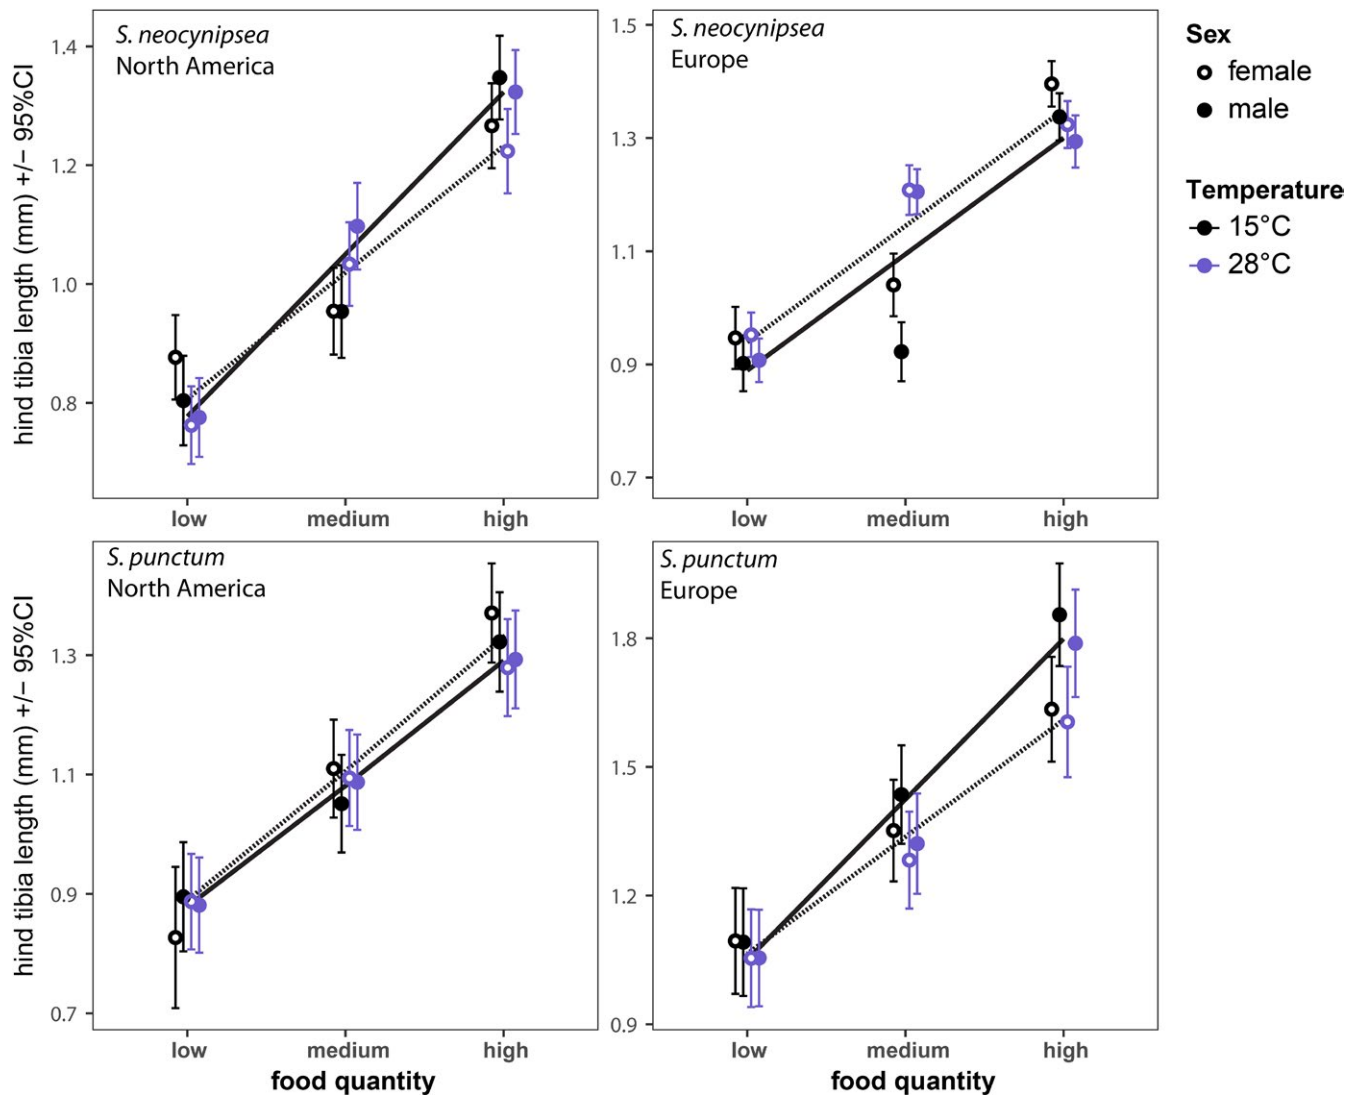 S. neocynipsea
North America
hind tibia length (mm) +/− 95%CI
1.4
1.2
1.0
0.8
low medium high
S. neocynipsea
Europe
1.5
1.3
1.1
0.9
0.7
low medium high
Sex
female
male
Temperature
15°C
28°C
S. punctum
North America
hind tibia length (mm) +/− 95%CI
1.3
1.1
0.9
0.7
low medium high
food quantity
S. punctum
Europe
1.8
1.5
1.2
0.9
low medium high
food quantity